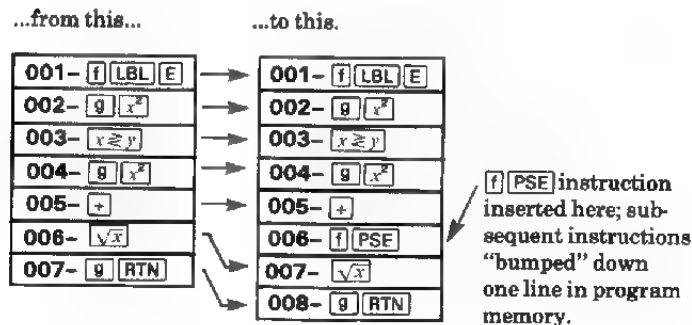 ...from this...
...to this.
001– f LBL E
002– g x²
003– x≷y
004– g x²
005– +
006– √x
007– g RTN
001– f LBL E
002– g x²
003– x≷y
004– g x²
005– +
006– f PSE
007– √x
008– g RTN
f PSE instruction
inserted here; sub-
sequent instructions
“bumped” down
one line in program
memory.